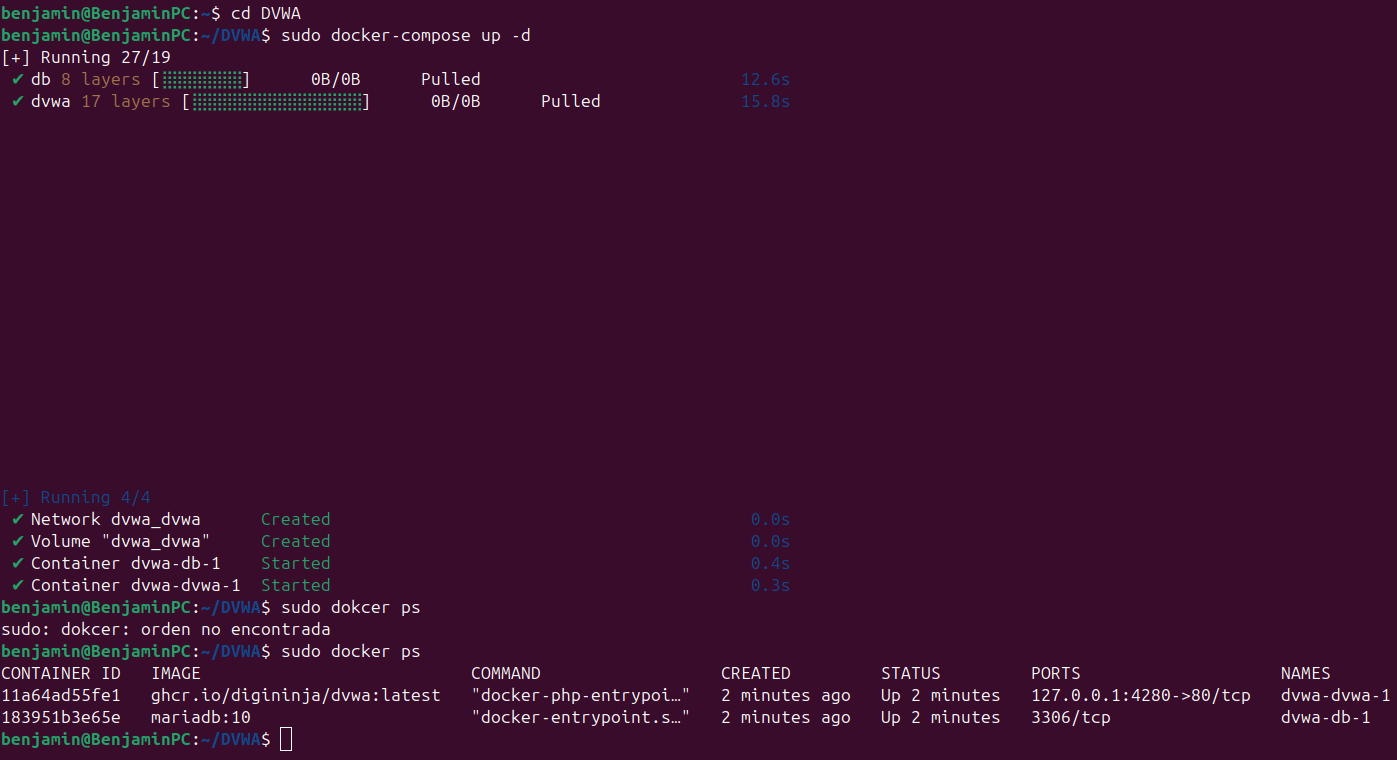 benjamin@BenjaminPC:~$ cd DVWA
benjamin@BenjaminPC:~/DVWA$ sudo docker-compose up -d
[+] Running 27/19
✔ db 8 layers [⣿⣿⣿⣿⣿⣿⣿⣿] 0B/0B Pulled 12.6s
✔ dvwa 17 layers [⣿⣿⣿⣿⣿⣿⣿⣿⣿⣿⣿⣿⣿⣿⣿⣿⣿] 0B/0B Pulled 15.8s
[+] Running 4/4
✔ Network dvwa_dvwa Created 0.0s
✔ Volume "dvwa_dvwa" Created 0.0s
✔ Container dvwa-db-1 Started 0.4s
✔ Container dvwa-dvwa-1 Started 0.3s
benjamin@BenjaminPC:~/DVWA$ sudo dokcer ps
sudo: dokcer: orden no encontrada
benjamin@BenjaminPC:~/DVWA$ sudo docker ps
CONTAINER ID IMAGE COMMAND CREATED STATUS PORTS NAMES
11a64ad55fe1 ghcr.io/digininja/dvwa:latest "docker-php-entrypoi…" 2 minutes ago Up 2 minutes 127.0.0.1:4280->80/tcp dvwa-dvwa-1
183951b3e65e mariadb:10 "docker-entrypoint.s…" 2 minutes ago Up 2 minutes 3306/tcp dvwa-db-1
benjamin@BenjaminPC:~/DVWA$